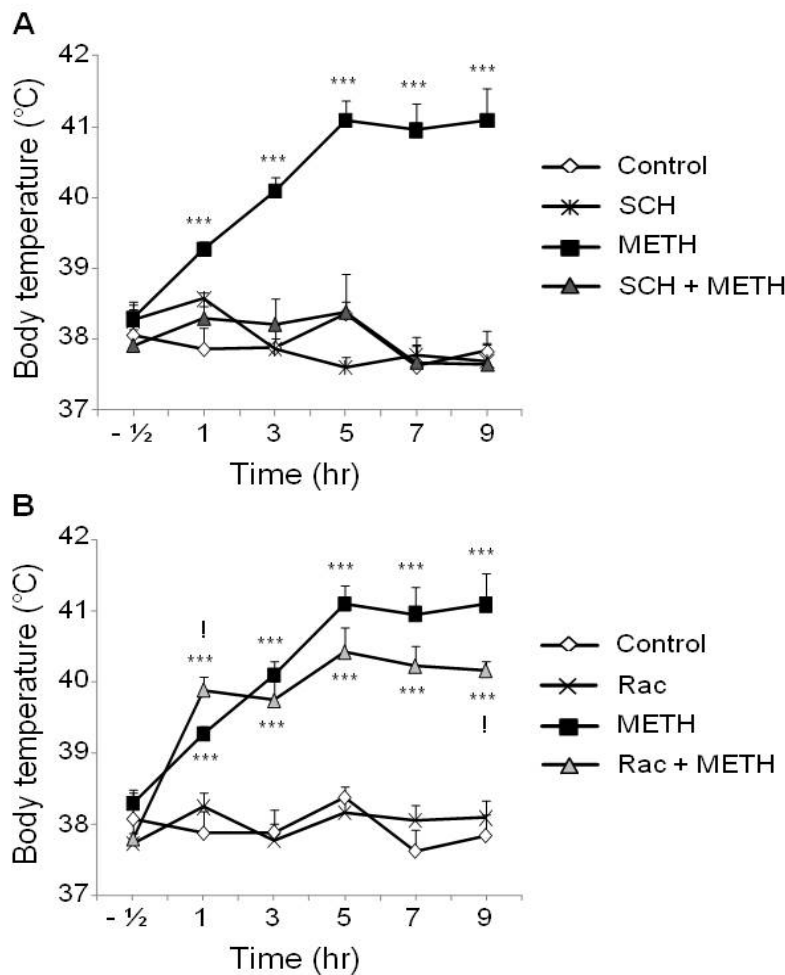 A
Body temperature (°C)
42
41
40
39
38
37
***
***
***
***
***
- ½ 1 3 5 7 9
Time (hr)
Control
SCH
METH
SCH + METH
B
Body temperature (°C)
42
41
40
39
38
37
!
***
***
***
***
***
***
***
***
***
***
!
- ½ 1 3 5 7 9
Time (hr)
Control
Rac
METH
Rac + METH